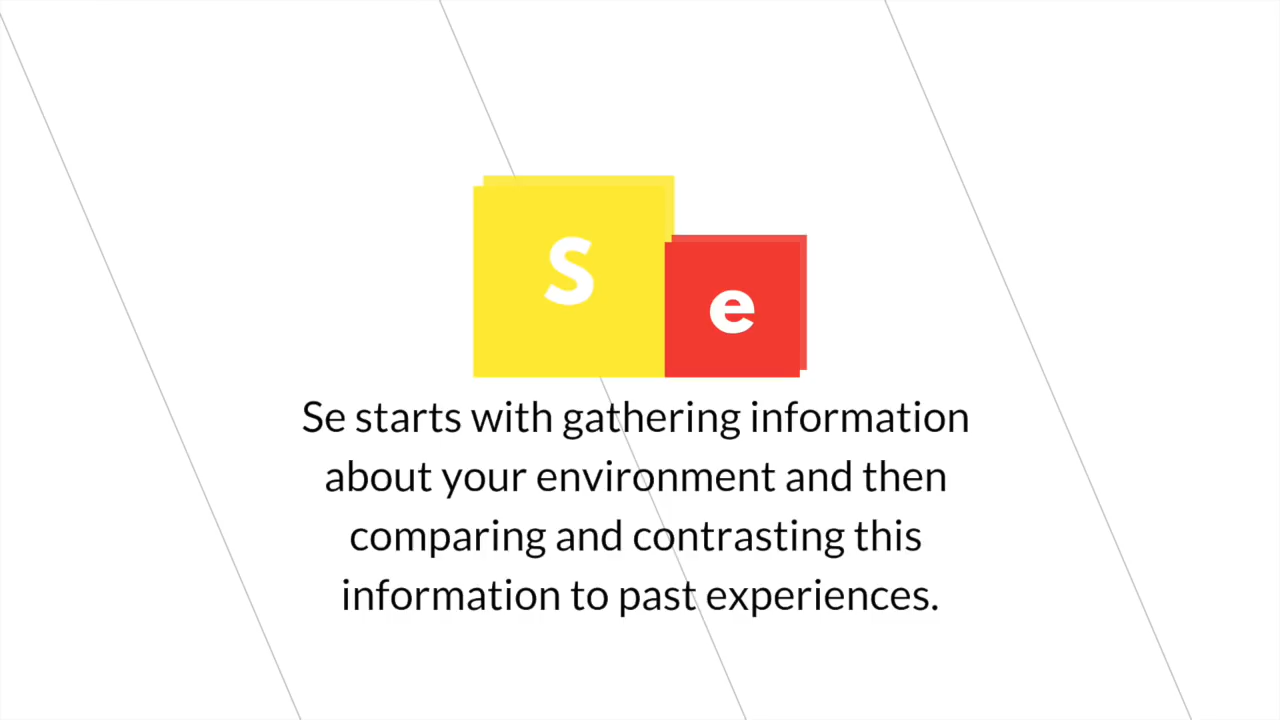 S e
Se starts with gathering information
about your environment and then
comparing and contrasting this
information to past experiences.